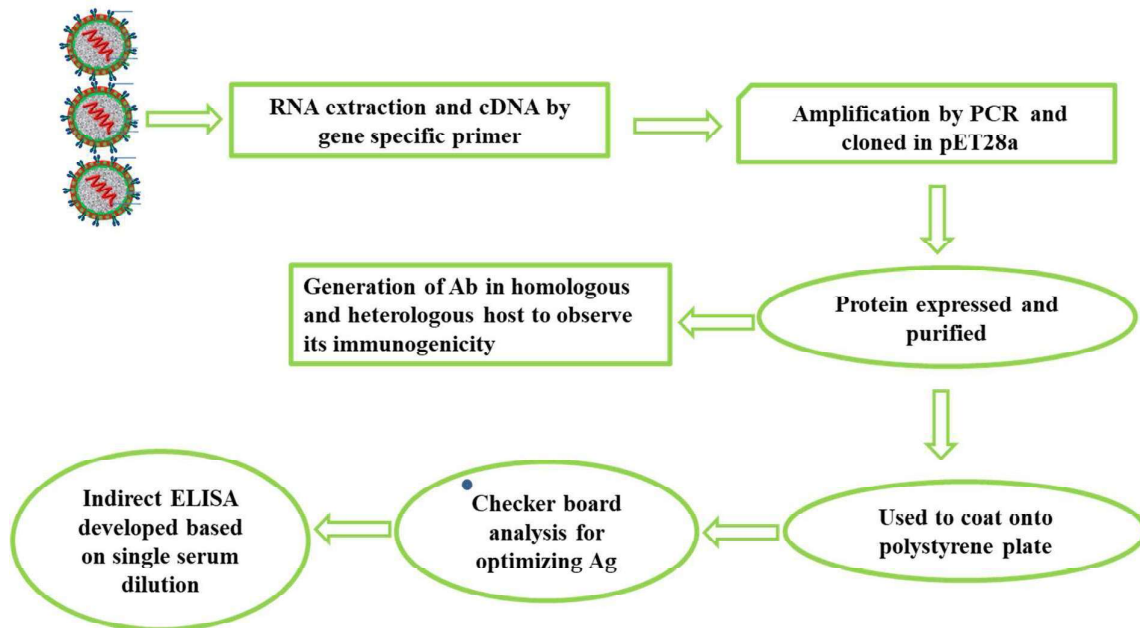 RNA extraction and cDNA by
gene specific primer
Amplification by PCR and
cloned in pET28a
Protein expressed and
purified
Generation of Ab in homologous
and heterologous host to observe
its immunogenicity
Used to coat onto
polystyrene plate
Checker board
analysis for
optimizing Ag
Indirect ELISA
developed based
on single serum
dilution